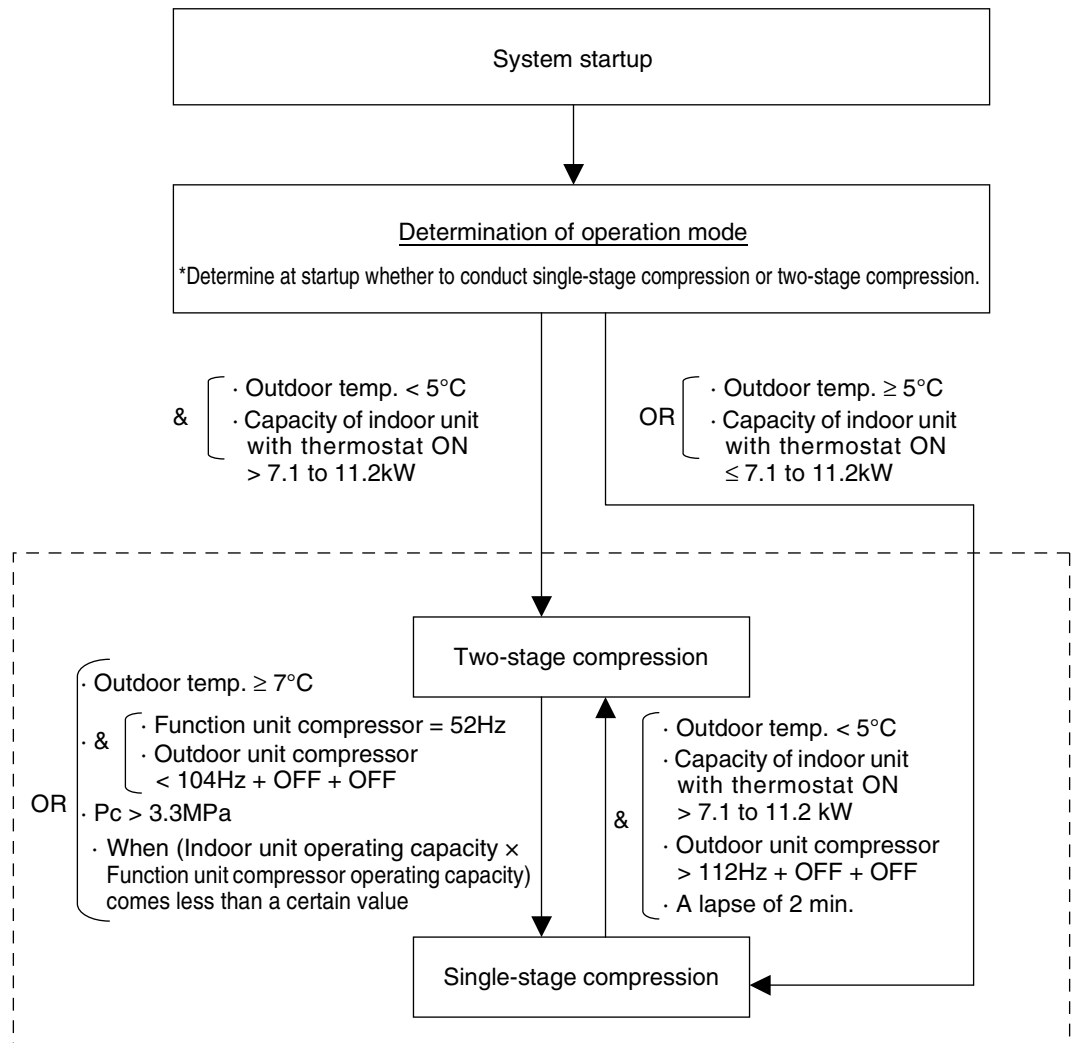 System startup
Determination of operation mode
*Determine at startup whether to conduct single-stage compression or two-stage compression.
&
· Outdoor temp. < 5°C
· Capacity of indoor unit
with thermostat ON
> 7.1 to 11.2kW
OR
· Outdoor temp. ≥ 5°C
· Capacity of indoor unit
with thermostat ON
≤ 7.1 to 11.2kW
Two-stage compression
OR
· Outdoor temp. ≥ 7°C
· &
· Function unit compressor = 52Hz
· Outdoor unit compressor
< 104Hz + OFF + OFF
· Pc > 3.3MPa
· When (Indoor unit operating capacity ×
Function unit compressor operating capacity)
comes less than a certain value
&
· Outdoor temp. < 5°C
· Capacity of indoor unit
with thermostat ON
> 7.1 to 11.2 kW
· Outdoor unit compressor
> 112Hz + OFF + OFF
· A lapse of 2 min.
Single-stage compression